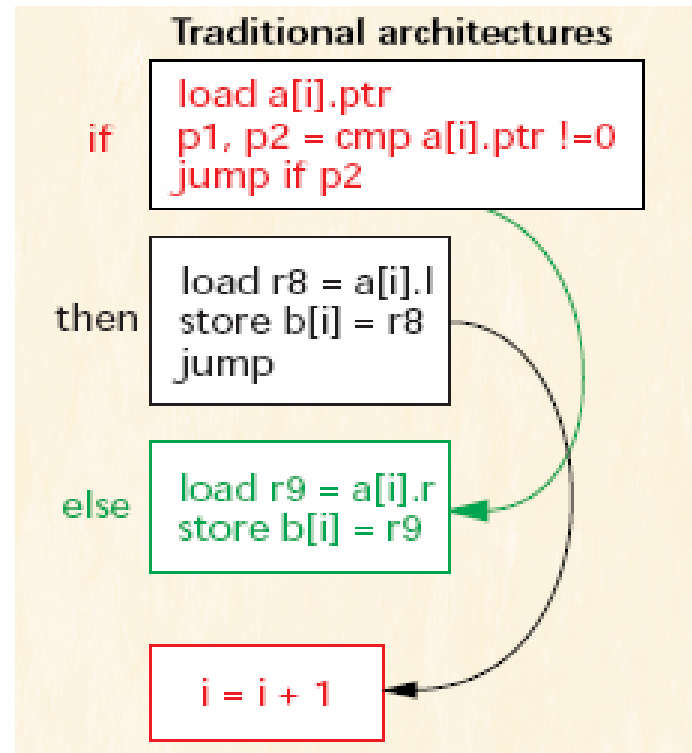 Traditional architectures
if
load a[i].ptr
p1, p2 = cmp a[i].ptr !=0
jump if p2
then
load r8 = a[i].l
store b[i] = r8
jump
else
load r9 = a[i].r
store b[i] = r9
i = i + 1